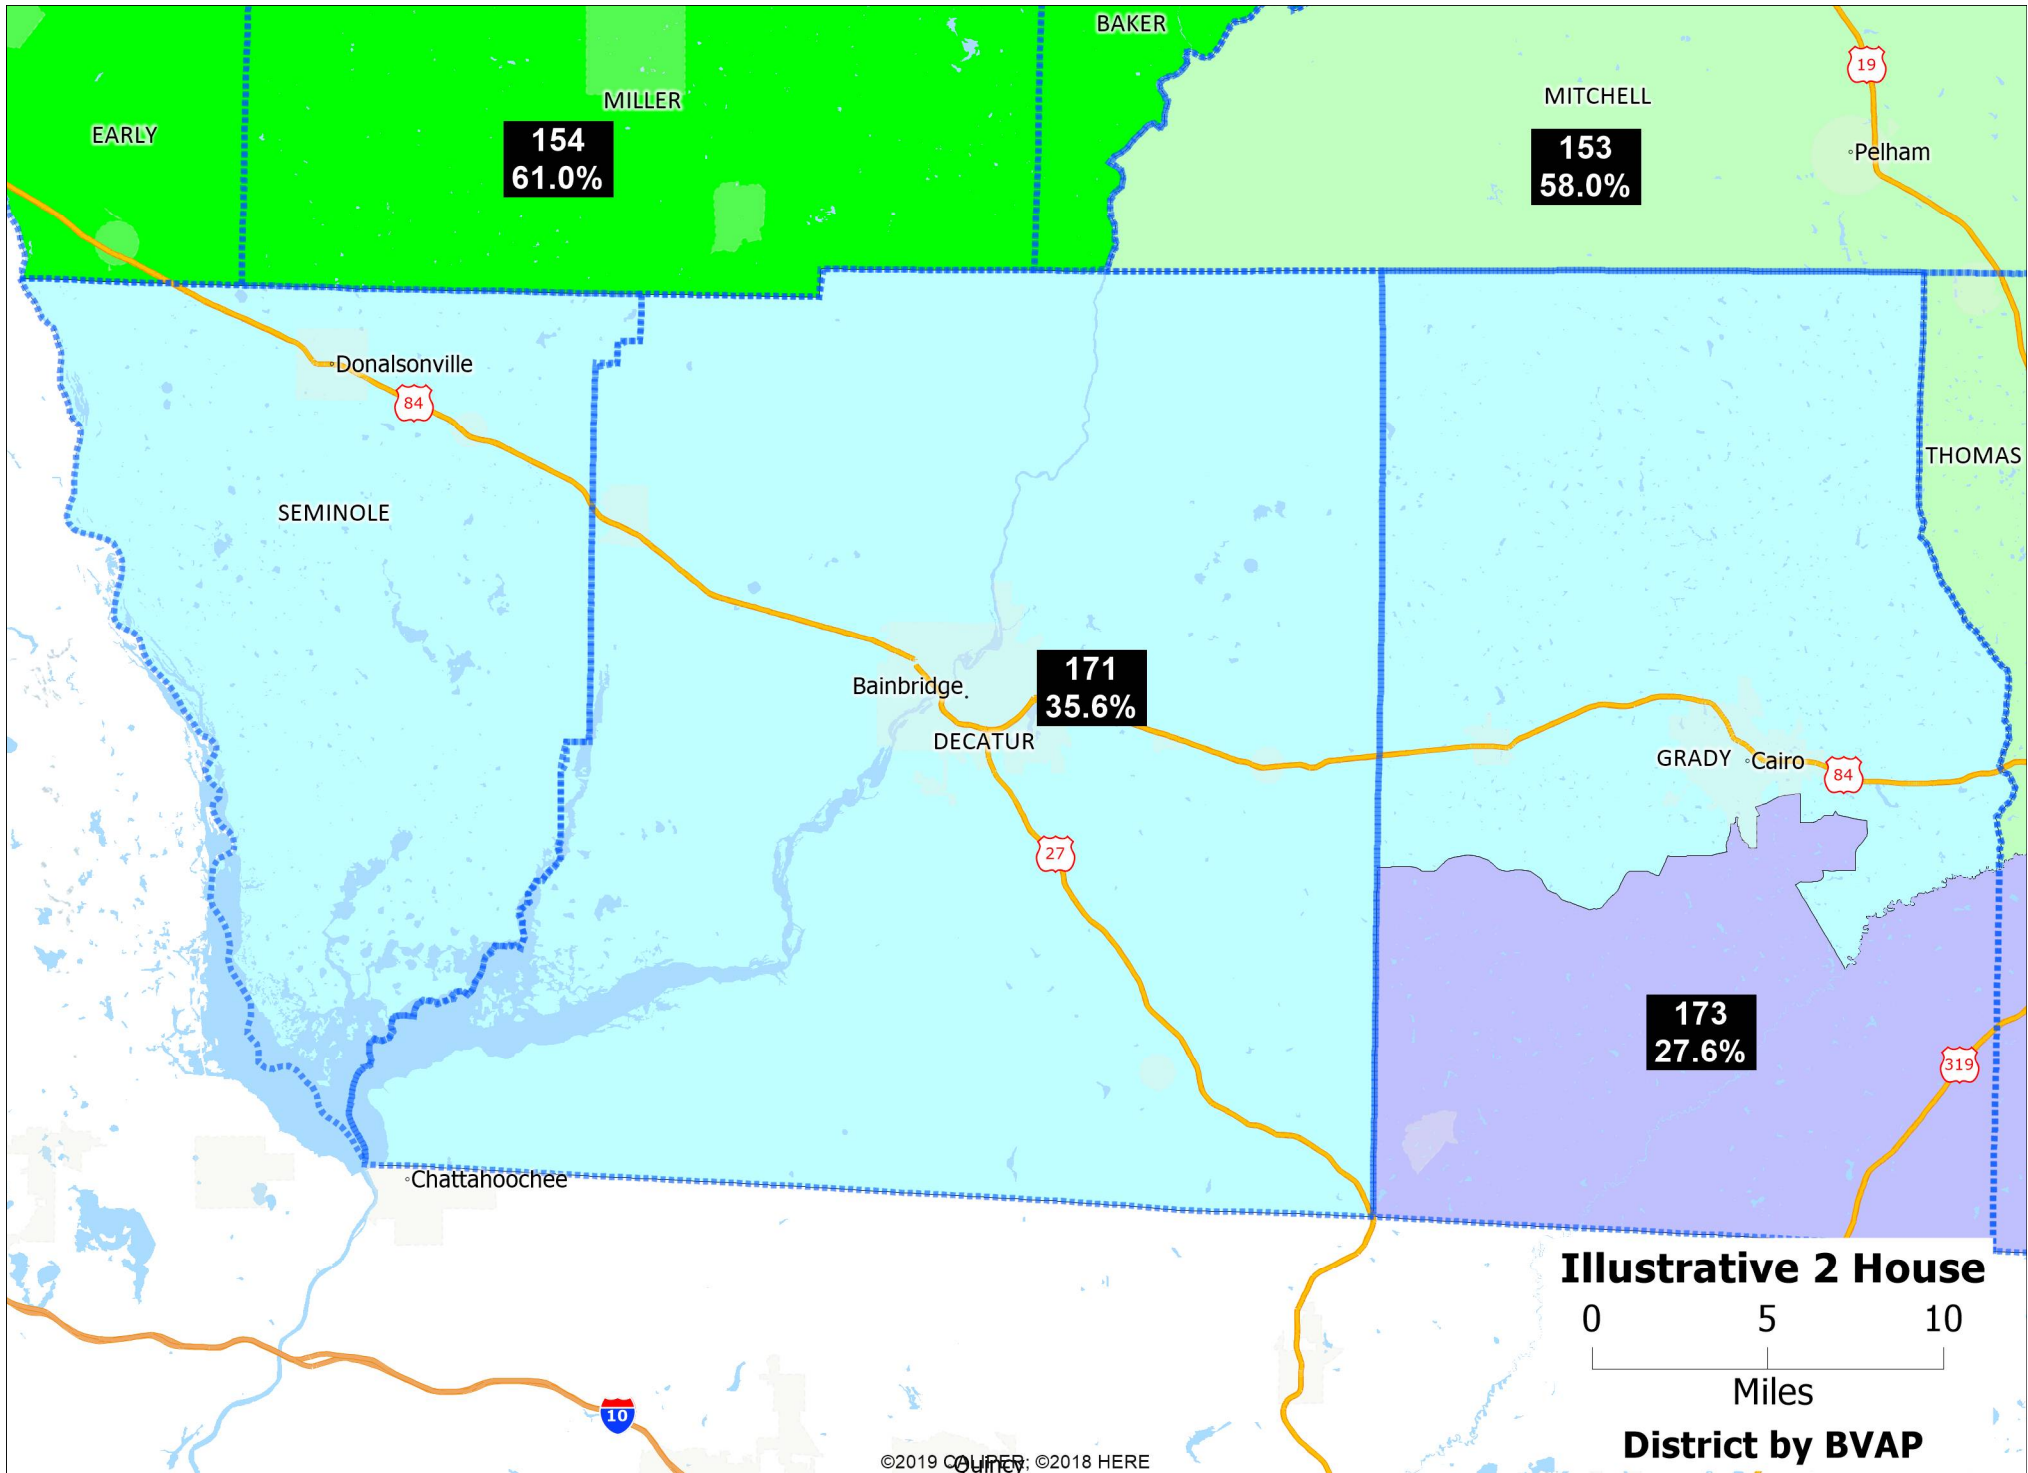 BAKER
19
MILLER
MITCHELL
EARLY
154
61.0%
153
58.0%
Pelham
Donalsonville
84
THOMAS
SEMINOLE
171
35.6%
Bainbridge
DECATUR
GRADY
Cairo
84
27
173
27.6%
319
Chattahoochee
Illustrative 2 House
0 5 10
Miles
10
District by BVAP
©2019 CALIPER; ©2018 HERE
Quincy